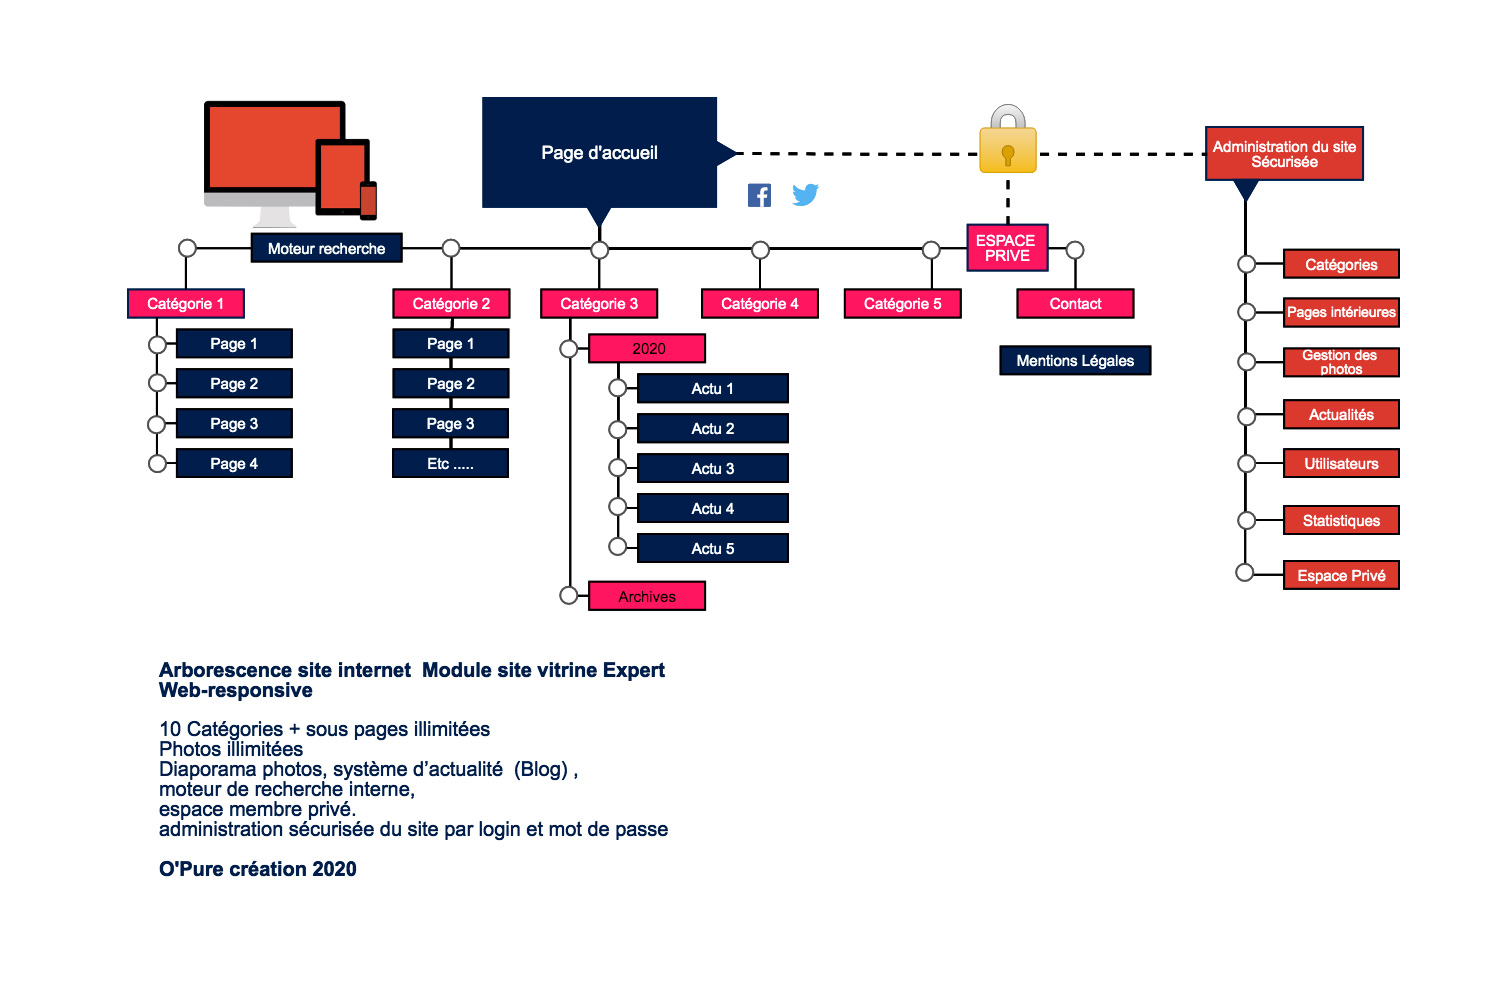 Page d'accueil
Administration du site
Sécurisée
Moteur recherche
ESPACE
PRIVE
Catégorie 1
Catégorie 2
Catégorie 3
Catégorie 4
Catégorie 5
Contact
Page 1
Page 2
Page 3
Page 4
Page 1
Page 2
Page 3
Etc .....
2020
Actu 1
Actu 2
Actu 3
Actu 4
Actu 5
Archives
Mentions Légales
Catégories
Pages intérieures
Gestion des
photos
Actualités
Utilisateurs
Statistiques
Espace Privé
Arborescence site internet  Module site vitrine Expert
Web-responsive
10 Catégories + sous pages illimitées
Photos illimitées
Diaporama photos, système d’actualité  (Blog) ,
moteur de recherche interne,
espace membre privé.
administration sécurisée du site par login et mot de passe
O'Pure création 2020